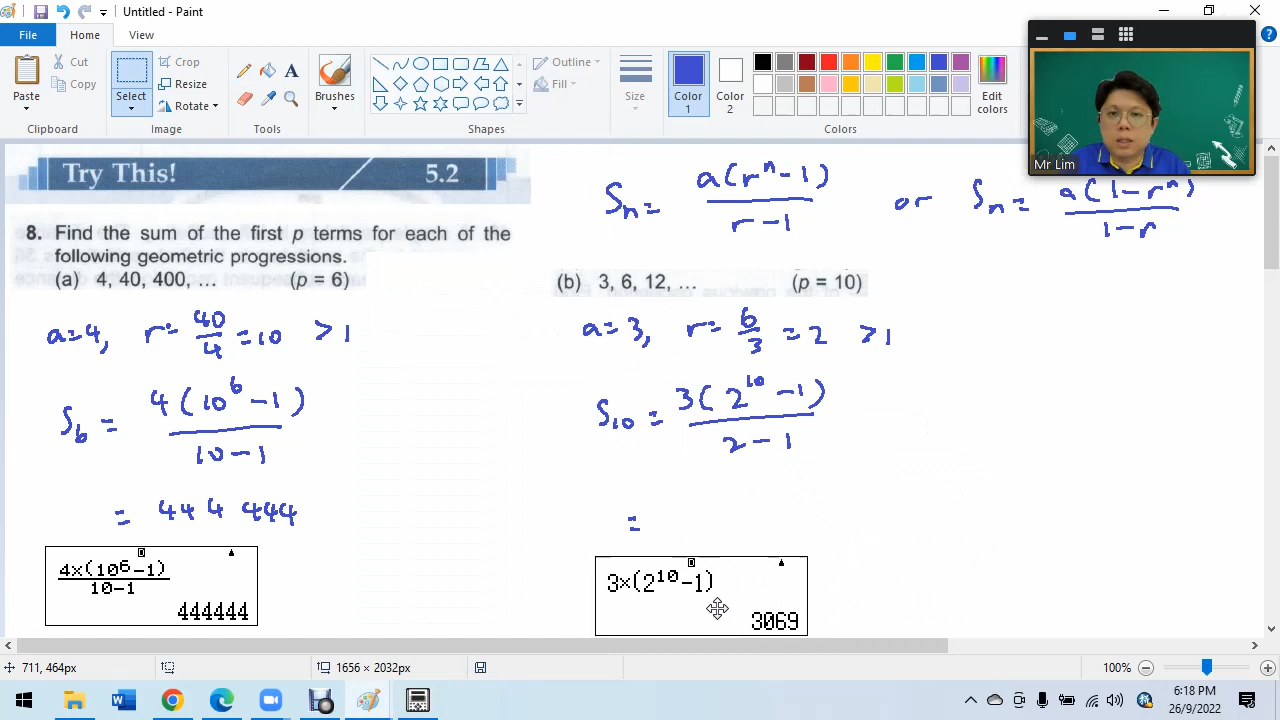 Untitled - Paint
File Home View
Paste Cut Copy Select Crop Resize Rotate Brushes Outline Fill Size Color 1 Color 2 Edit colors
Clipboard Image Tools Shapes Colors
Mr Lim
Try This! 5.2
Sn = a(r^n - 1) / r - 1 or Sn = a(1 - r^n) / 1 - r
8. Find the sum of the first p terms for each of the
following geometric progressions.
(a) 4, 40, 400, ... (p = 6)
(b) 3, 6, 12, ... (p = 10)
a = 4, r = 40/4 = 10 > 1
a = 3, r = 6/3 = 2 > 1
S6 = 4(10^6 - 1) / 10 - 1
S10 = 3(2^10 - 1) / 2 - 1
= 444 444
=
4×(10^6-1) / 10-1
444444
3×(2^10-1)
3069
711, 464px 1656 × 2032px 100%
6:18 PM
26/9/2022